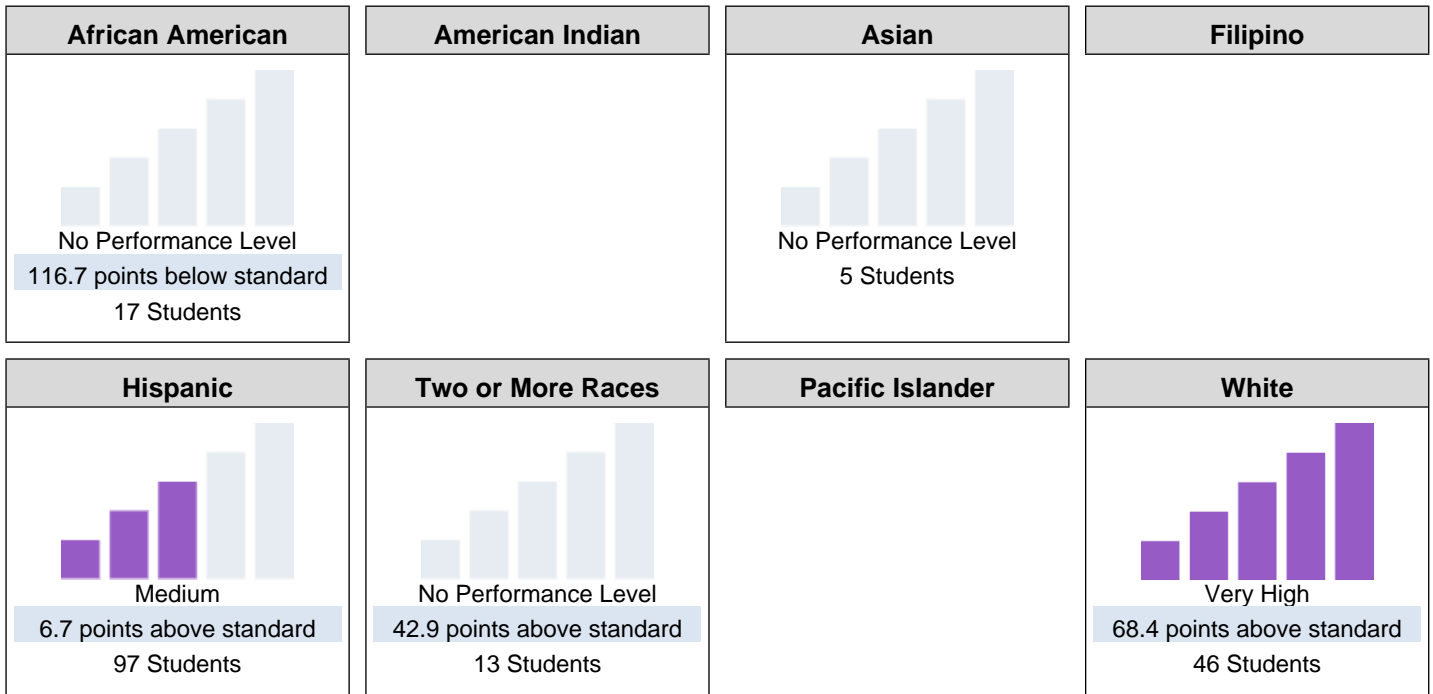 African American
American Indian
Asian
Filipino
No Performance Level
116.7 points below standard
17 Students
No Performance Level
5 Students
Hispanic
Two or More Races
Pacific Islander
White
Medium
6.7 points above standard
97 Students
No Performance Level
42.9 points above standard
13 Students
Very High
68.4 points above standard
46 Students